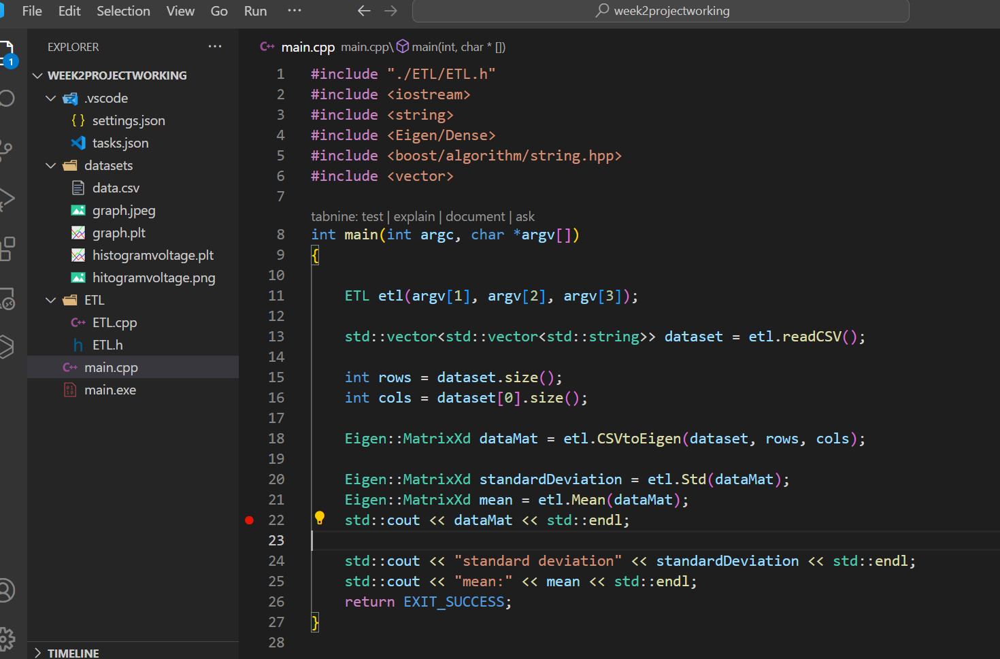 File Edit Selection View Go Run ··· week2projectworking
EXPLORER ···
1
WEEK2PROJECTWORKING
.vscode
{ } settings.json
tasks.json
datasets
data.csv
graph.jpeg
graph.plt
histogramvoltage.plt
hitogramvoltage.png
ETL
C++ ETL.cpp
h ETL.h
C++ main.cpp
main.exe
TIMELINE
C++ main.cpp main.cpp\ main(int, char * [])
1 #include "./ETL/ETL.h"
2 #include <iostream>
3 #include <string>
4 #include <Eigen/Dense>
5 #include <boost/algorithm/string.hpp>
6 #include <vector>
7
tabnine: test | explain | document | ask
8 int main(int argc, char *argv[])
9 {
10
11 ETL etl(argv[1], argv[2], argv[3]);
12
13 std::vector<std::vector<std::string>> dataset = etl.readCSV();
14
15 int rows = dataset.size();
16 int cols = dataset[0].size();
17
18 Eigen::MatrixXd dataMat = etl.CSVtoEigen(dataset, rows, cols);
19
20 Eigen::MatrixXd standardDeviation = etl.Std(dataMat);
21 Eigen::MatrixXd mean = etl.Mean(dataMat);
22 std::cout << dataMat << std::endl;
23
24 std::cout << "standard deviation" << standardDeviation << std::endl;
25 std::cout << "mean:" << mean << std::endl;
26 return EXIT_SUCCESS;
27 }
28